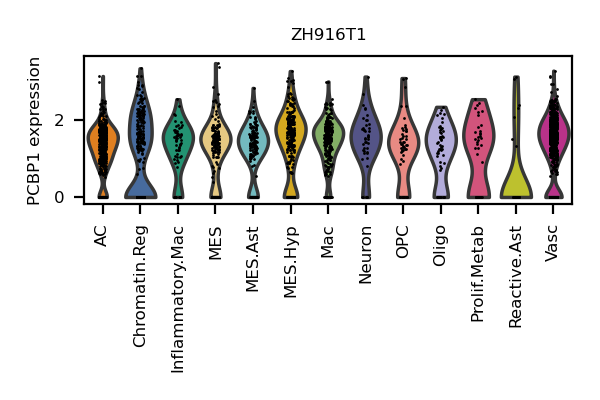 ZH916T1
PCBP1 expression
2
0
AC
Chromatin.Reg
Inflammatory.Mac
MES
MES.Ast
MES.Hyp
Mac
Neuron
OPC
Oligo
Prolif.Metab
Reactive.Ast
Vasc